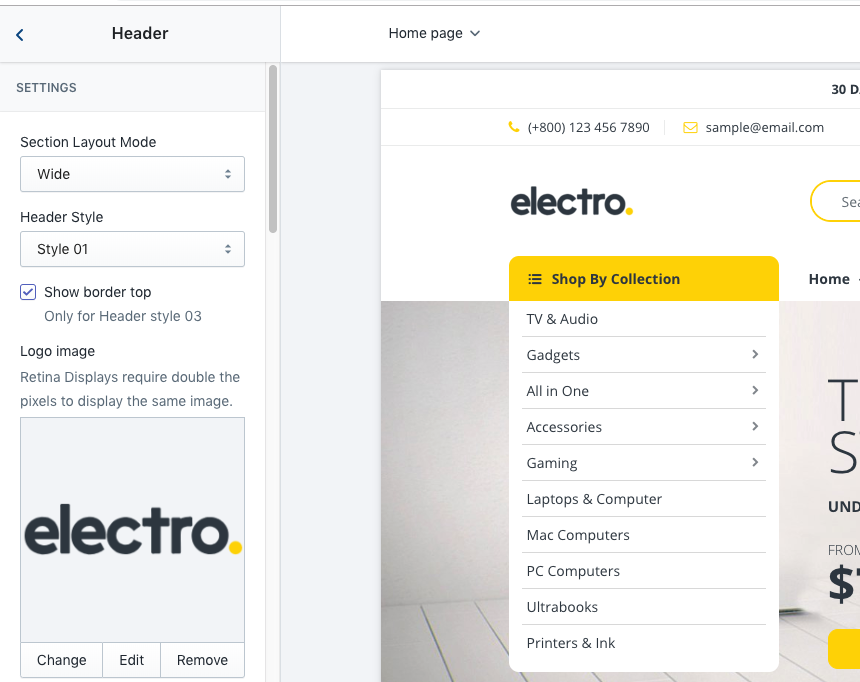 Header
SETTINGS
Section Layout Mode
Wide
Header Style
Style 01
Show border top
Only for Header style 03
Logo image
Retina Displays require double the
pixels to display the same image.
electro.
Change Edit Remove
Home page
30 D
(+800) 123 456 7890 sample@email.com
electro.
Sea
Shop By Collection Home
TV & Audio
Gadgets
All in One
Accessories
Gaming
Laptops & Computer
Mac Computers
PC Computers
Ultrabooks
Printers & Ink
T
S
UND
FROM
$